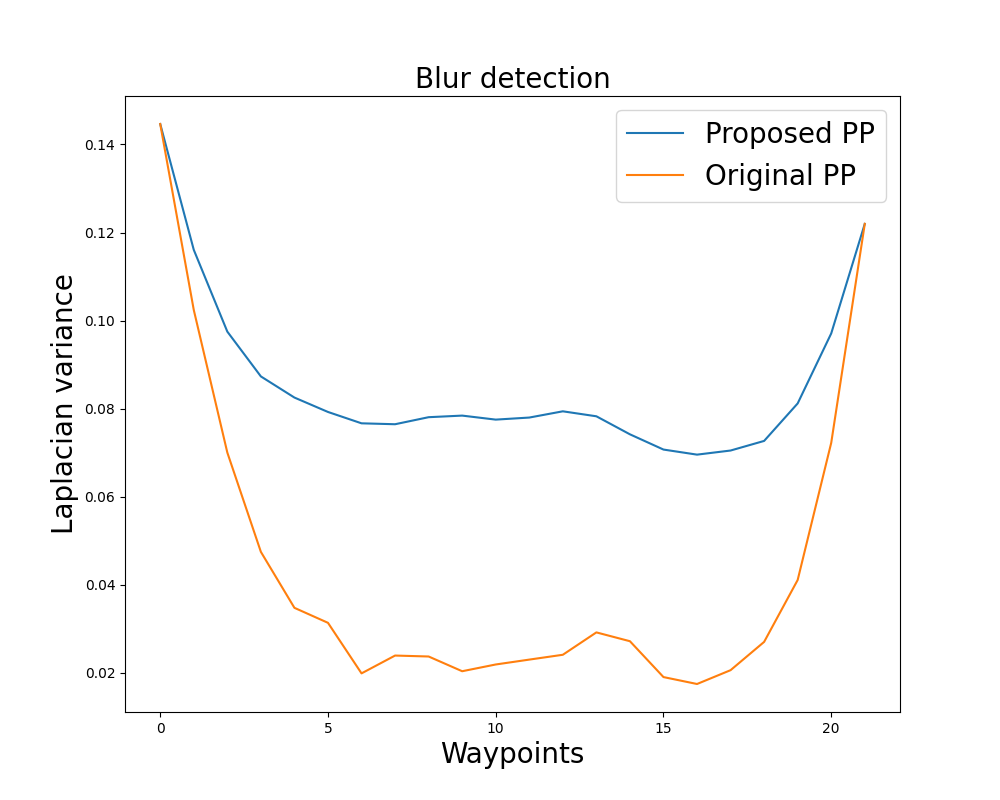 Blur detection
Proposed PP
Original PP
Laplacian variance
0.14
0.12
0.10
0.08
0.06
0.04
0.02
0 5 10 15 20
Waypoints